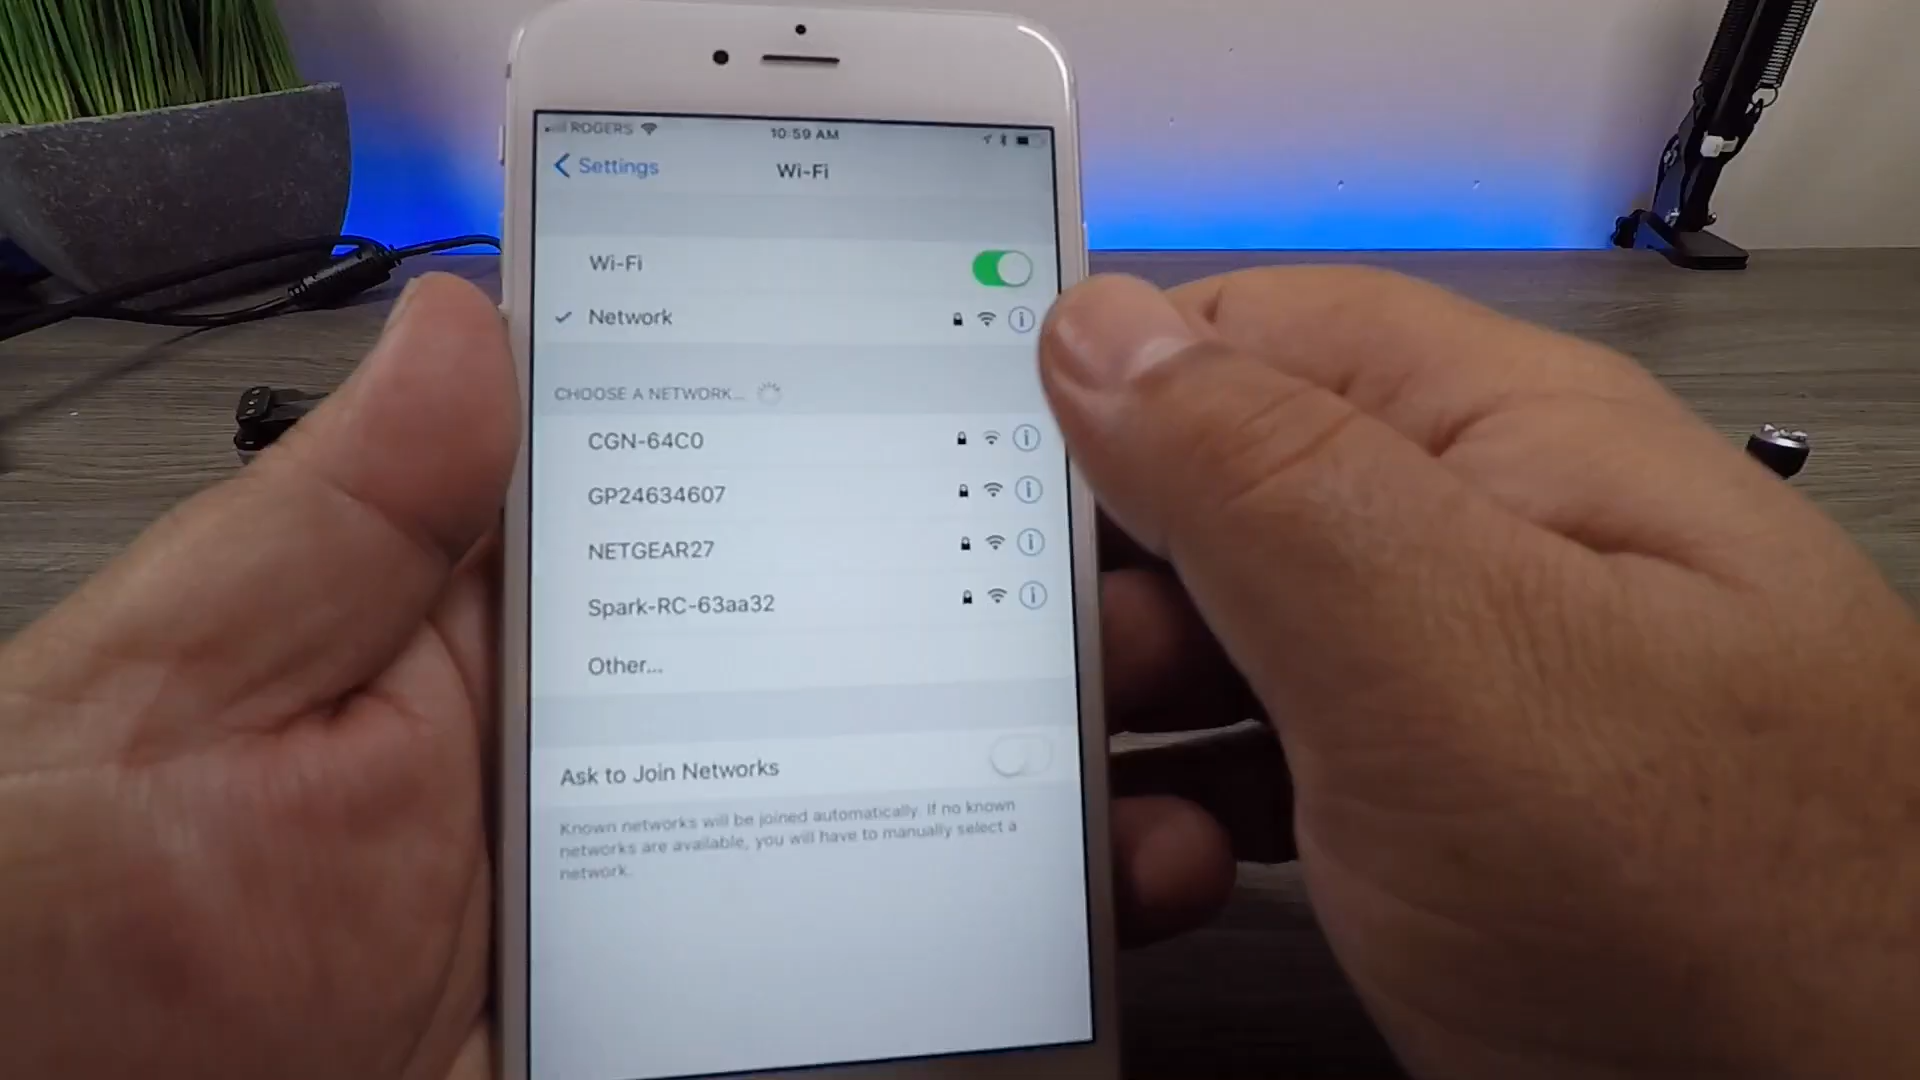 ROGERS 10:59 AM
Settings Wi-Fi
Wi-Fi
Network
CHOOSE A NETWORK...
CGN-64C0
GP24634607
NETGEAR27
Spark-RC-63aa32
Other...
Ask to Join Networks
Known networks will be joined automatically. If no known
networks are available, you will have to manually select a
network.